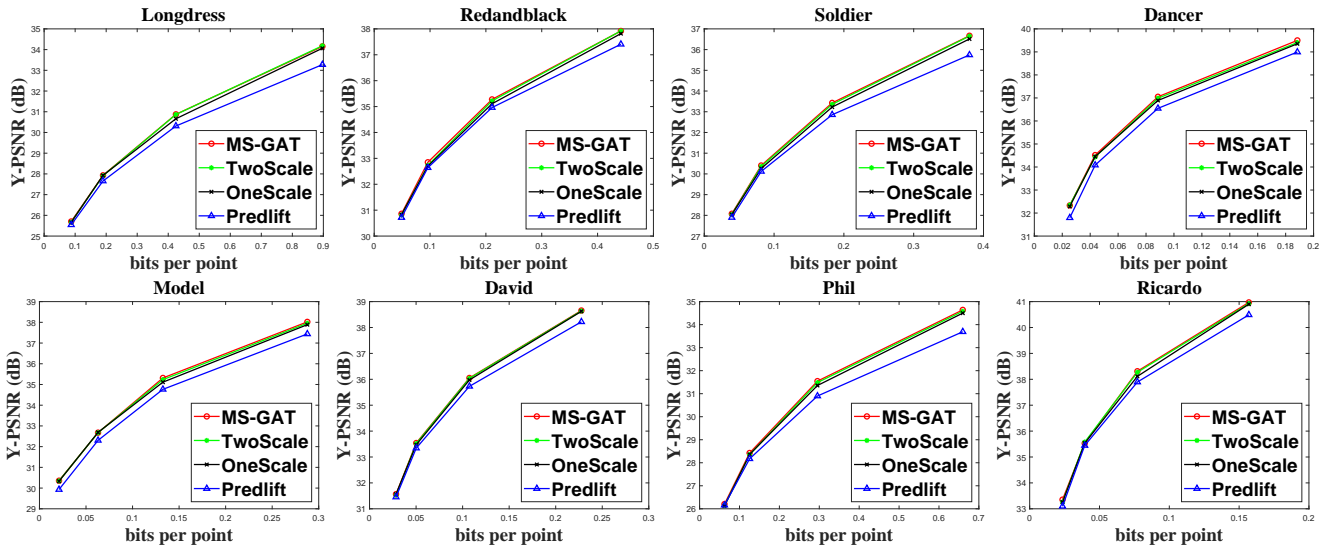 Longdress
Y-PSNR (dB)
35
34
33
32
31
30
29
28
27
26
25
MS-GAT
TwoScale
OneScale
Predlift
0 0.1 0.2 0.3 0.4 0.5 0.6 0.7 0.8 0.9
bits per point
Redandblack
Y-PSNR (dB)
38
37
36
35
34
33
32
31
30
MS-GAT
TwoScale
OneScale
Predlift
0 0.1 0.2 0.3 0.4 0.5
bits per point
Soldier
Y-PSNR (dB)
37
36
35
34
33
32
31
30
29
28
27
MS-GAT
TwoScale
OneScale
Predlift
0 0.1 0.2 0.3 0.4
bits per point
Dancer
Y-PSNR (dB)
40
39
38
37
36
35
34
33
32
31
MS-GAT
TwoScale
OneScale
Predlift
0 0.02 0.04 0.06 0.08 0.1 0.12 0.14 0.16 0.18 0.2
bits per point
Model
Y-PSNR (dB)
39
38
37
36
35
34
33
32
31
30
29
MS-GAT
TwoScale
OneScale
Predlift
0 0.05 0.1 0.15 0.2 0.25 0.3
bits per point
David
Y-PSNR (dB)
39
38
37
36
35
34
33
32
31
MS-GAT
TwoScale
OneScale
Predlift
0 0.05 0.1 0.15 0.2 0.25 0.3
bits per point
Phil
Y-PSNR (dB)
35
34
33
32
31
30
29
28
27
26
MS-GAT
TwoScale
OneScale
Predlift
0 0.1 0.2 0.3 0.4 0.5 0.6 0.7
bits per point
Ricardo
Y-PSNR (dB)
41
40
39
38
37
36
35
34
33
MS-GAT
TwoScale
OneScale
Predlift
0 0.05 0.1 0.15 0.2
bits per point